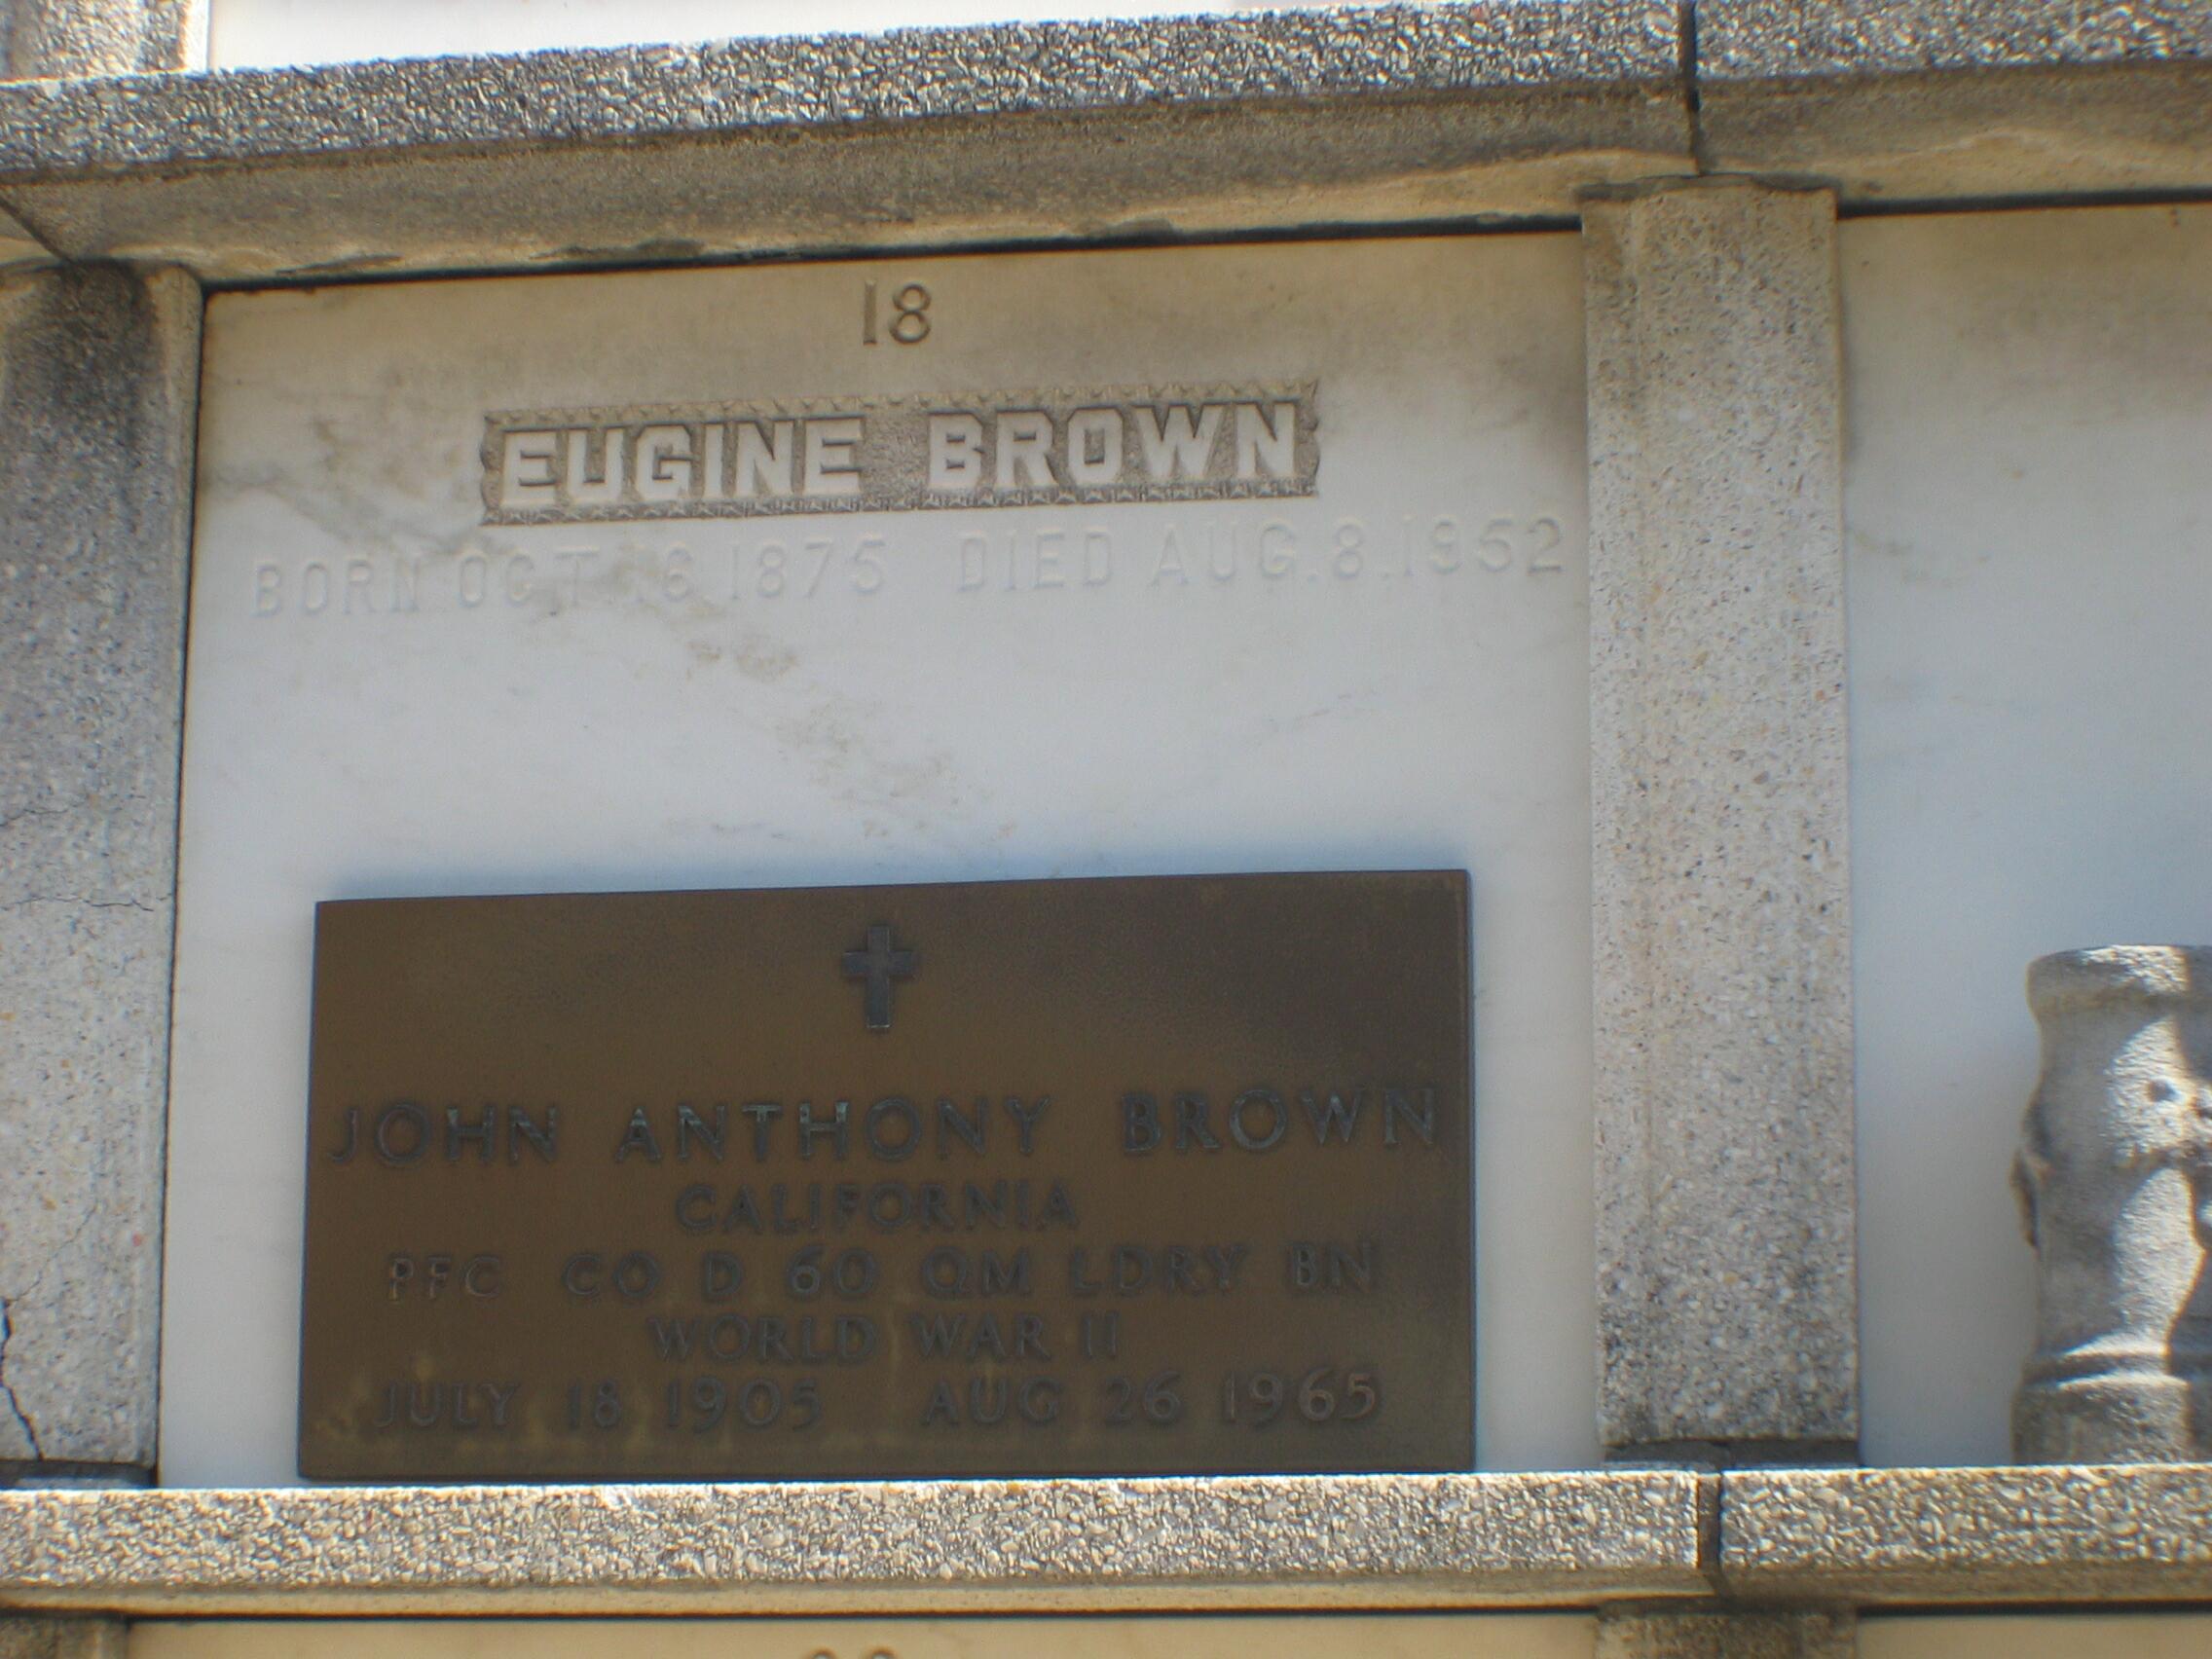 18
EUGINE BROWN
BORN OCT. 16 1875 DIED AUG. 8. 1952
JOHN ANTHONY BROWN
CALIFORNIA
PFC CO D 60 QM LDRY BN
WORLD WAR II
JULY 18 1905 AUG 26 1965